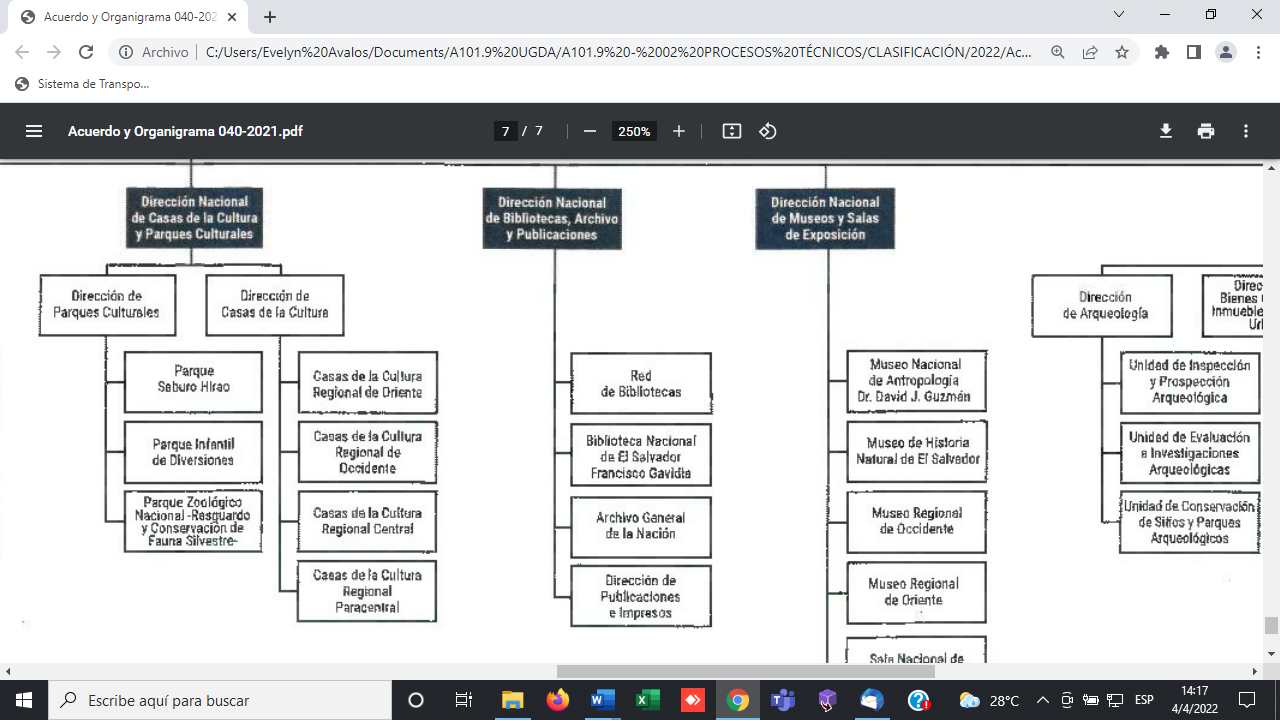 Acuerdo y Organigrama 040-202
Archivo
C:/Users/Evelyn%20Avalos/Documents/A101.9%20UGDA/A101.9%20-%2002%20PROCESOS%20TÉCNICOS/CLASIFICACIÓN/2022/Ac...
Sistema de Transpo...
Acuerdo y Organigrama 040-2021.pdf
7 / 7
250%
Dirección Nacional
de Casas de la Cultura
y Parques Culturales
Dirección de
Parques Culturales
Dirección de
Casas de la Cultura
Parque
Saburo Hirao
Parque Infantil
de Diversiones
Parque Zoológico
Nacional -Resguardo
y Conservación de
Fauna Silvestre-
Casas de la Cultura
Regional de Oriente
Casas de la Cultura
Regional de
Occidente
Casas de la Cultura
Regional Central
Casas de la Cultura
Regional
Paracentral
Dirección Nacional
de Bibliotecas, Archivo
y Publicaciones
Red
de Bibliotecas
Biblioteca Nacional
de El Salvador
Francisco Gavidia
Archivo General
de la Nación
Dirección de
Publicaciones
e Impresos
Dirección Nacional
de Museos y Salas
de Exposición
Museo Nacional
de Antropología
Dr. David J. Guzmán
Museo de Historia
Natural de El Salvador
Museo Regional
de Occidente
Museo Regional
de Oriente
Sala Nacional de
Dirección
de Arqueología
Unidad de Inspección
y Prospección
Arqueológica
Unidad de Evaluación
e Investigaciones
Arqueológicas
Unidad de Conservación
de Sitios y Parques
Arqueológicos
Direc
Bienes
Inmueble
Url
Escribe aquí para buscar
28°C
ESP
14:17
4/4/2022